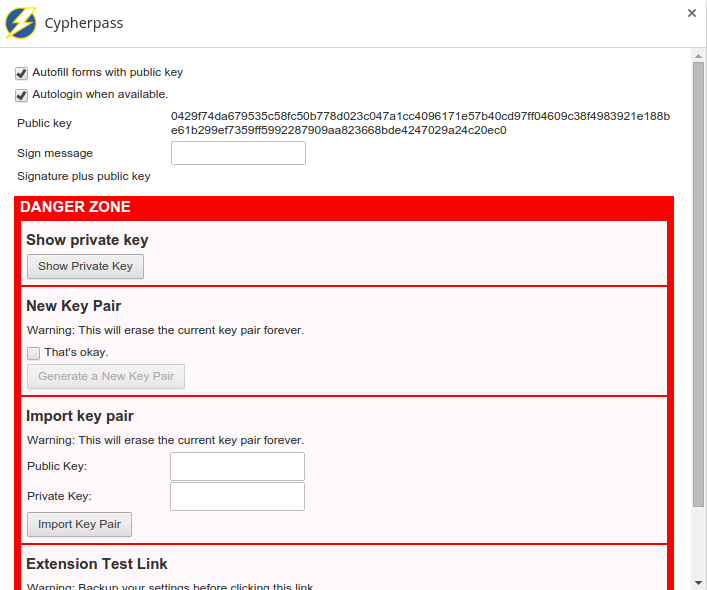 Cypherpass
Autofill forms with public key
Autologin when available.
Public key
0429f74da679535c58fc50b778d023c047a1cc4096171e57b40cd97ff04609c38f4983921e188b
e61b299ef7359ff5992287909aa823668bde4247029a24c20ec0
Sign message
Signature plus public key
DANGER ZONE
Show private key
Show Private Key
New Key Pair
Warning: This will erase the current key pair forever.
That's okay.
Generate a New Key Pair
Import key pair
Warning: This will erase the current key pair forever.
Public Key:
Private Key:
Import Key Pair
Extension Test Link
Warning: Backup your settings before clicking this link